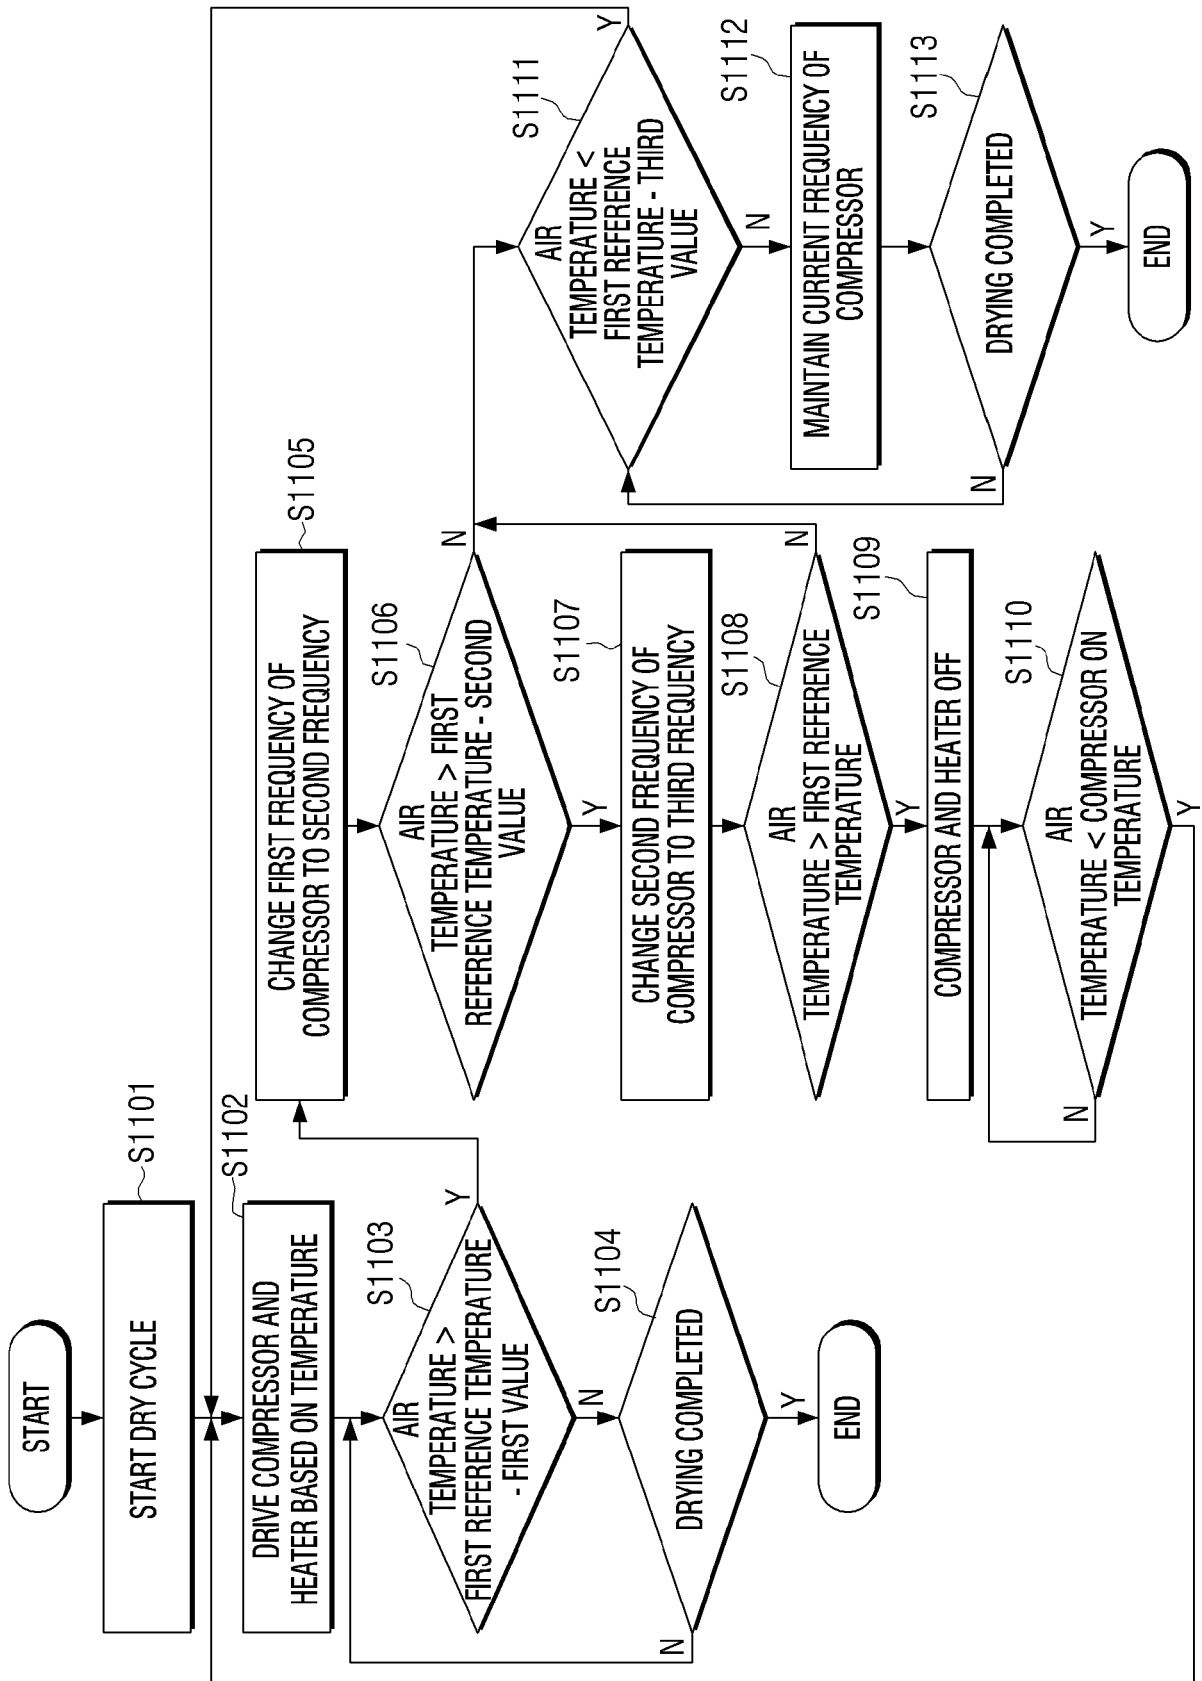 START
START DRY CYCLE
S1101
DRIVE COMPRESSOR AND
HEATER BASED ON TEMPERATURE
S1102
AIR
TEMPERATURE >
FIRST REFERENCE TEMPERATURE
- FIRST VALUE
S1103
Y
N
DRYING COMPLETED
S1104
N
Y
END
CHANGE FIRST FREQUENCY OF
COMPRESSOR TO SECOND FREQUENCY
S1105
AIR
TEMPERATURE > FIRST
REFERENCE TEMPERATURE - SECOND
VALUE
S1106
N
Y
CHANGE SECOND FREQUENCY OF
COMPRESSOR TO THIRD FREQUENCY
S1107
AIR
TEMPERATURE > FIRST REFERENCE
TEMPERATURE
S1108
N
Y
COMPRESSOR AND HEATER OFF
S1109
AIR
TEMPERATURE < COMPRESSOR ON
TEMPERATURE
S1110
N
Y
AIR
TEMPERATURE <
FIRST REFERENCE
TEMPERATURE - THIRD
VALUE
S1111
Y
N
MAINTAIN CURRENT FREQUENCY OF
COMPRESSOR
S1112
DRYING COMPLETED
S1113
N
Y
END